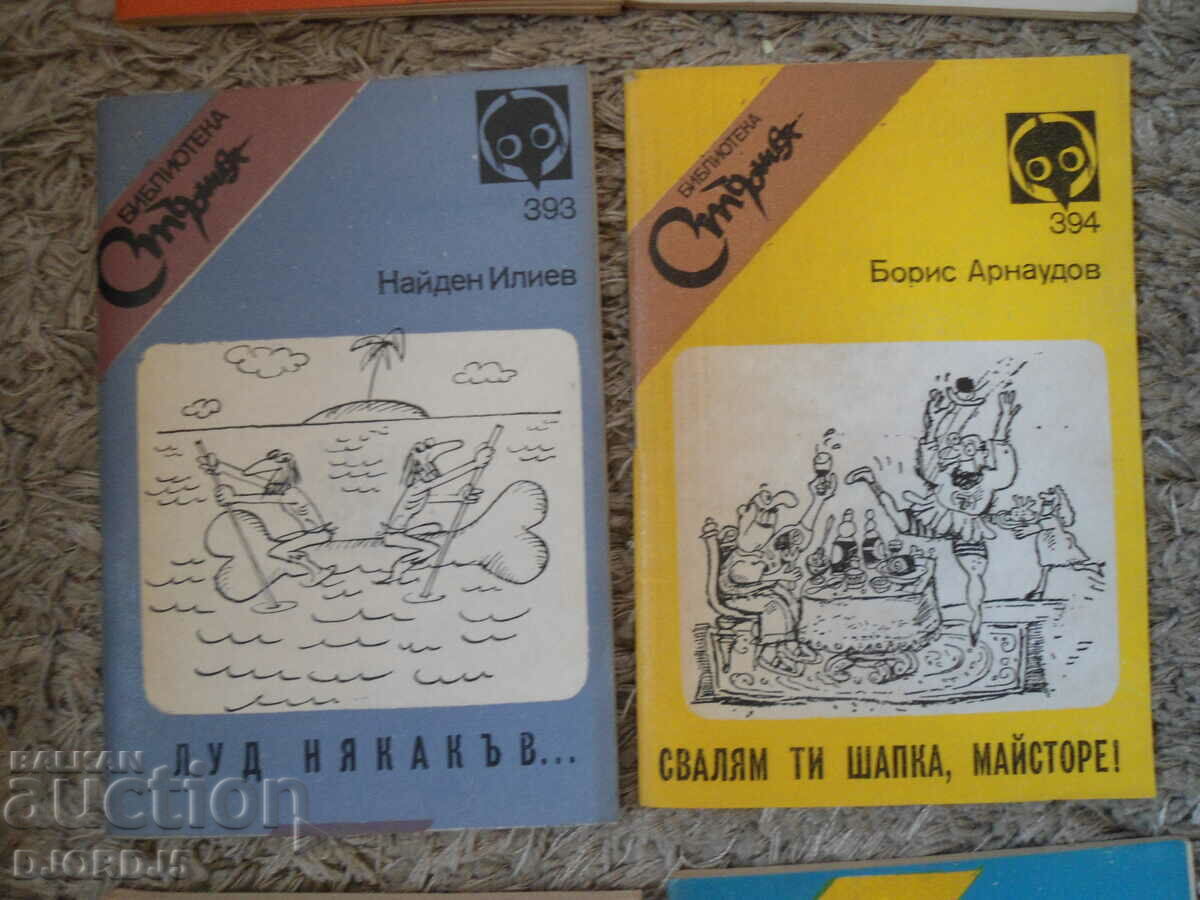 БИБЛИОТЕКА
Стършел
393
Найден Илиев
ЛУД НЯКАКЪВ...
БИБЛИОТЕКА
Стършел
394
Борис Арнаудов
СВАЛЯМ ТИ ШАПКА, МАЙСТОРЕ!
BALKAN
auction
DJORDJ5